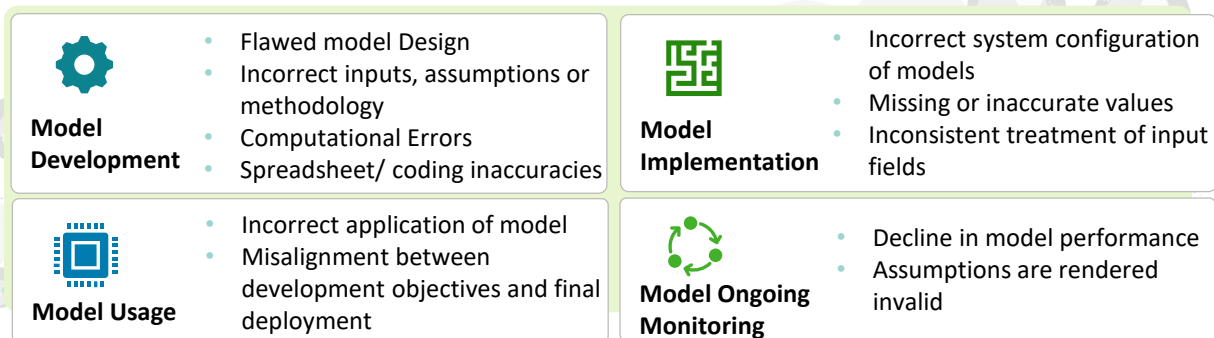 Model
Development
• Flawed model Design
• Incorrect inputs, assumptions or
methodology
• Computational Errors
• Spreadsheet/ coding inaccuracies
Model
Implementation
• Incorrect system configuration
of models
• Missing or inaccurate values
• Inconsistent treatment of input
fields
Model Usage
• Incorrect application of model
• Misalignment between
development objectives and final
deployment
Model Ongoing
Monitoring
• Decline in model performance
• Assumptions are rendered
invalid